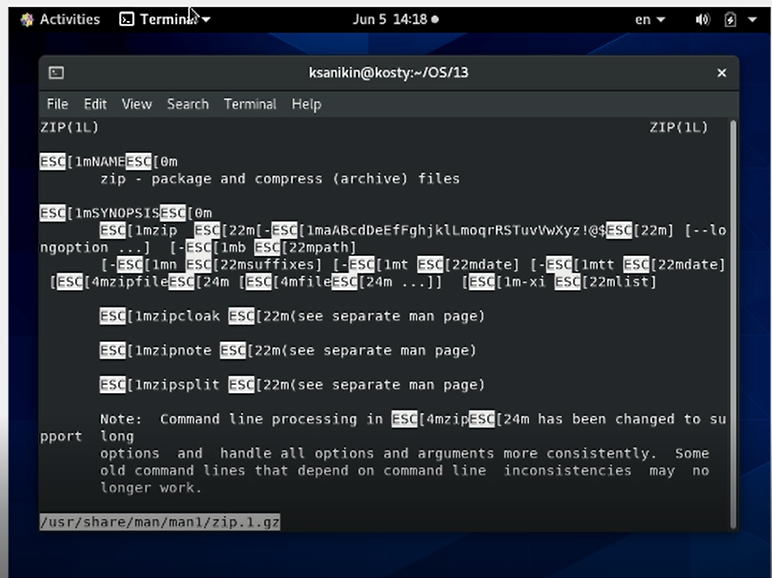 Activities Terminal Jun 5 14:18 en
ksanikin@kosty:~/OS/13
File Edit View Search Terminal Help
ZIP(1L) ZIP(1L)
ESC[1mNAMEESC[0m
zip - package and compress (archive) files
ESC[1mSYNOPSISESC[0m
ESC[1mzip  ESC[22m[-ESC[1maABcdDeEfFghjklLmoqrRSTuvVwXyz!@$ESC[22m] [--lo
ngoption ...]  [-ESC[1mb ESC[22mpath]
[-ESC[1mn ESC[22msuffixes] [-ESC[1mt ESC[22mdate] [-ESC[1mtt ESC[22mdate]
[ESC[4mzipfileESC[24m [ESC[4mfileESC[24m ...]]  [ESC[1m-xi ESC[22mlist]
ESC[1mzipcloak ESC[22m(see separate man page)
ESC[1mzipnote ESC[22m(see separate man page)
ESC[1mzipsplit ESC[22m(see separate man page)
Note:  Command line processing in ESC[4mzipESC[24m has been changed to su
pport  long
options  and  handle all options and arguments more consistently.  Some
old command lines that depend on command line  inconsistencies  may  no
longer work.
/usr/share/man/man1/zip.1.gz